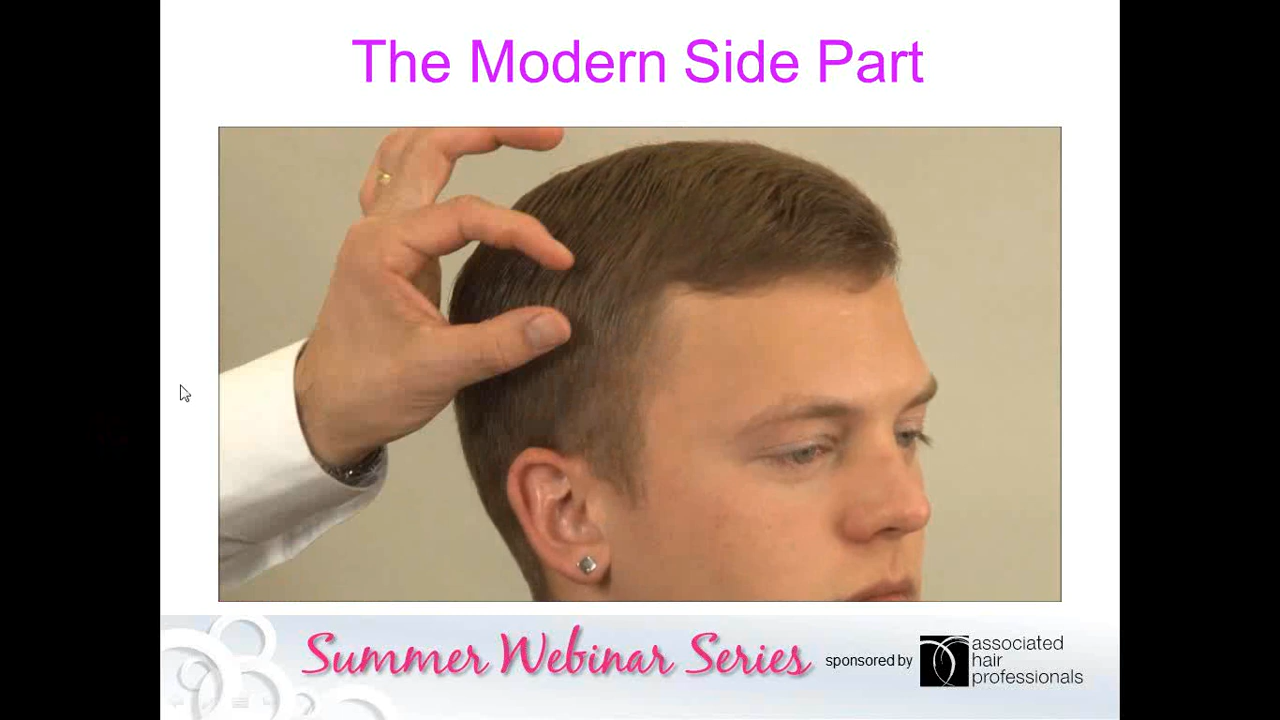 The Modern Side Part
Summer Webinar Series
sponsored by
associated
hair
professionals